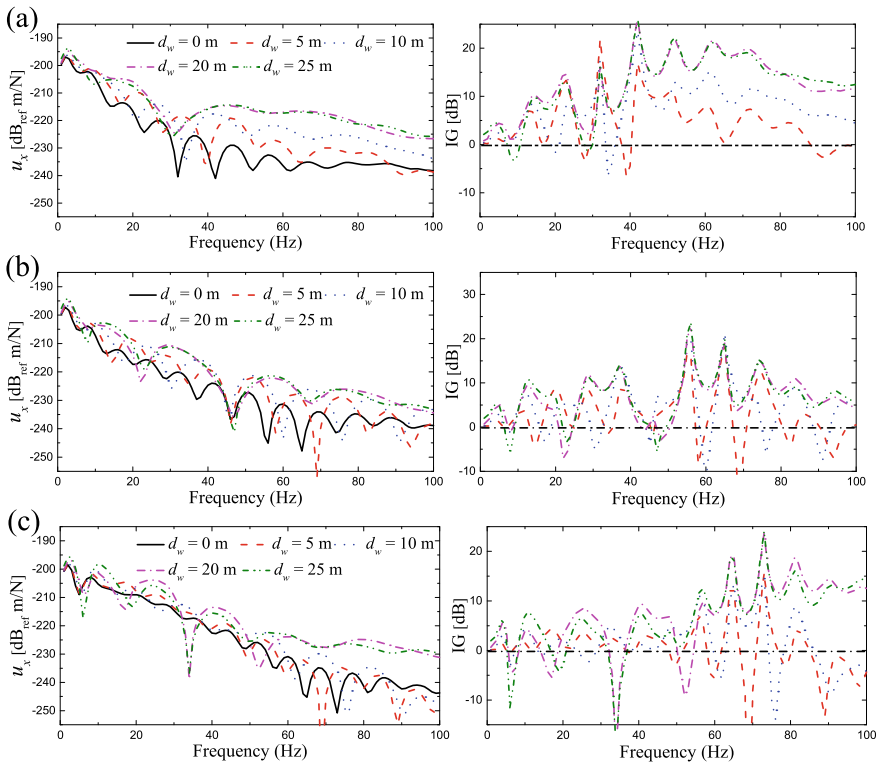 (a)
-190
-200
-210
-220
-230
-240
-250
u_x [dB_ref m/N]
d_w = 0 m
d_w = 5 m
d_w = 10 m
d_w = 20 m
d_w = 25 m
0 20 40 60 80 100
Frequency (Hz)
20
10
0
-10
IG [dB]
0 20 40 60 80 100
Frequency (Hz)
(b)
-190
-200
-210
-220
-230
-240
-250
u_x [dB_ref m/N]
d_w = 0 m
d_w = 5 m
d_w = 10 m
d_w = 20 m
d_w = 25 m
0 20 40 60 80 100
Frequency (Hz)
30
20
10
0
-10
IG [dB]
0 20 40 60 80 100
Frequency (Hz)
(c)
-190
-200
-210
-220
-230
-240
-250
u_x [dB_ref m/N]
d_w = 0 m
d_w = 5 m
d_w = 10 m
d_w = 20 m
d_w = 25 m
0 20 40 60 80 100
Frequency (Hz)
20
10
0
-10
IG [dB]
0 20 40 60 80 100
Frequency (Hz)